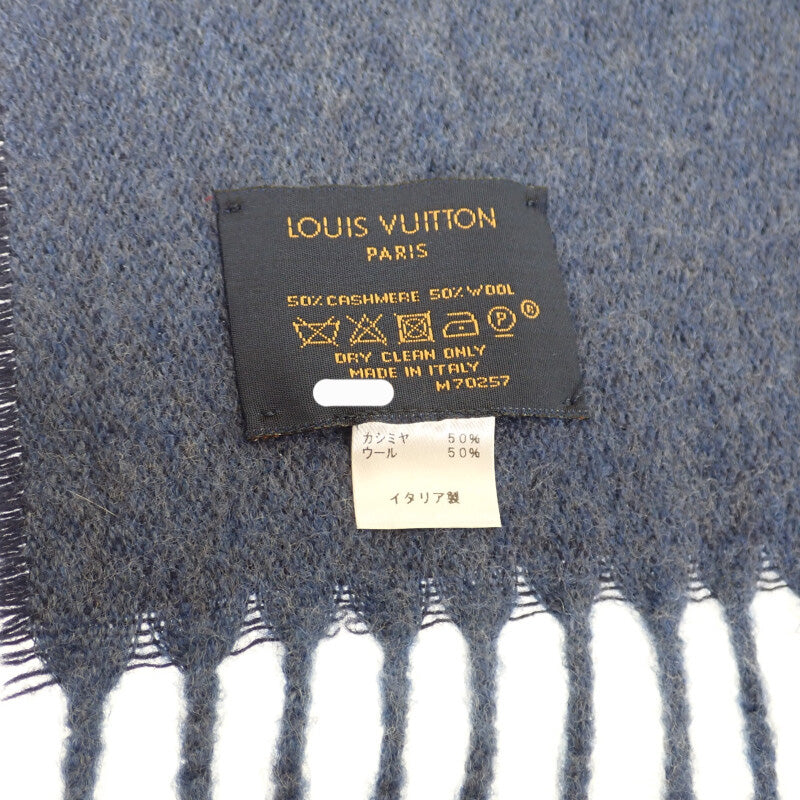 LOUIS VUITTON
PARIS
50% CASHMERE 50% WOOL
P
R
DRY CLEAN ONLY
MADE IN ITALY
M70257
カシミヤ 50%
ウール 50%
イタリア製